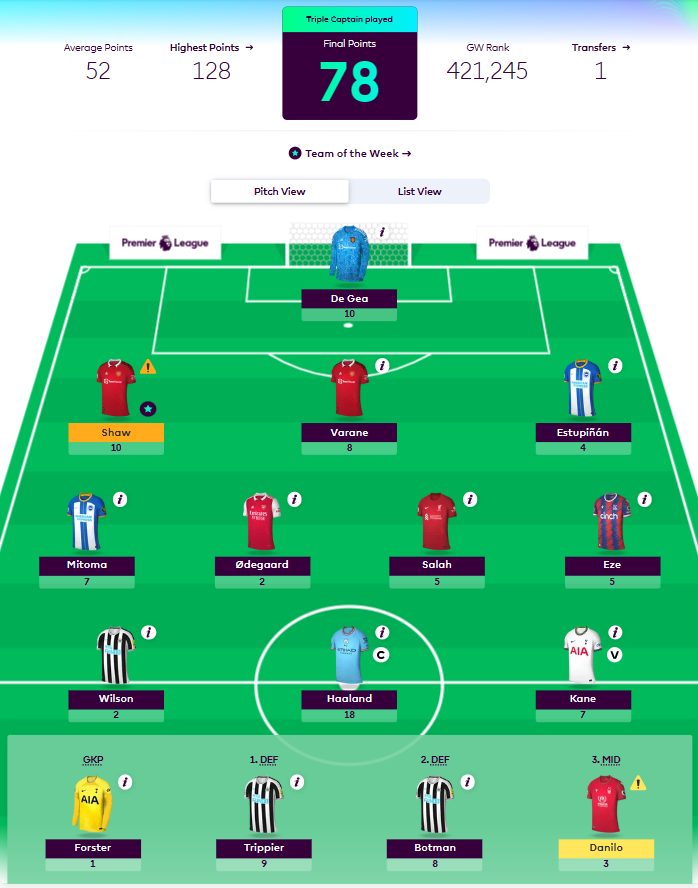 Triple Captain played
Average Points
52
Highest Points →
128
Final Points
78
GW Rank
421,245
Transfers →
1
Team of the Week →
Pitch View
List View
Premier League
Premier League
De Gea
10
Shaw
10
Varane
8
Estupiñán
4
Mitoma
7
Ødegaard
2
Salah
5
Eze
5
Wilson
2
C
Haaland
18
AIA
V
Kane
7
GKP
1. DEF
2. DEF
3. MID
AIA
Forster
1
Trippier
9
Botman
8
Danilo
3